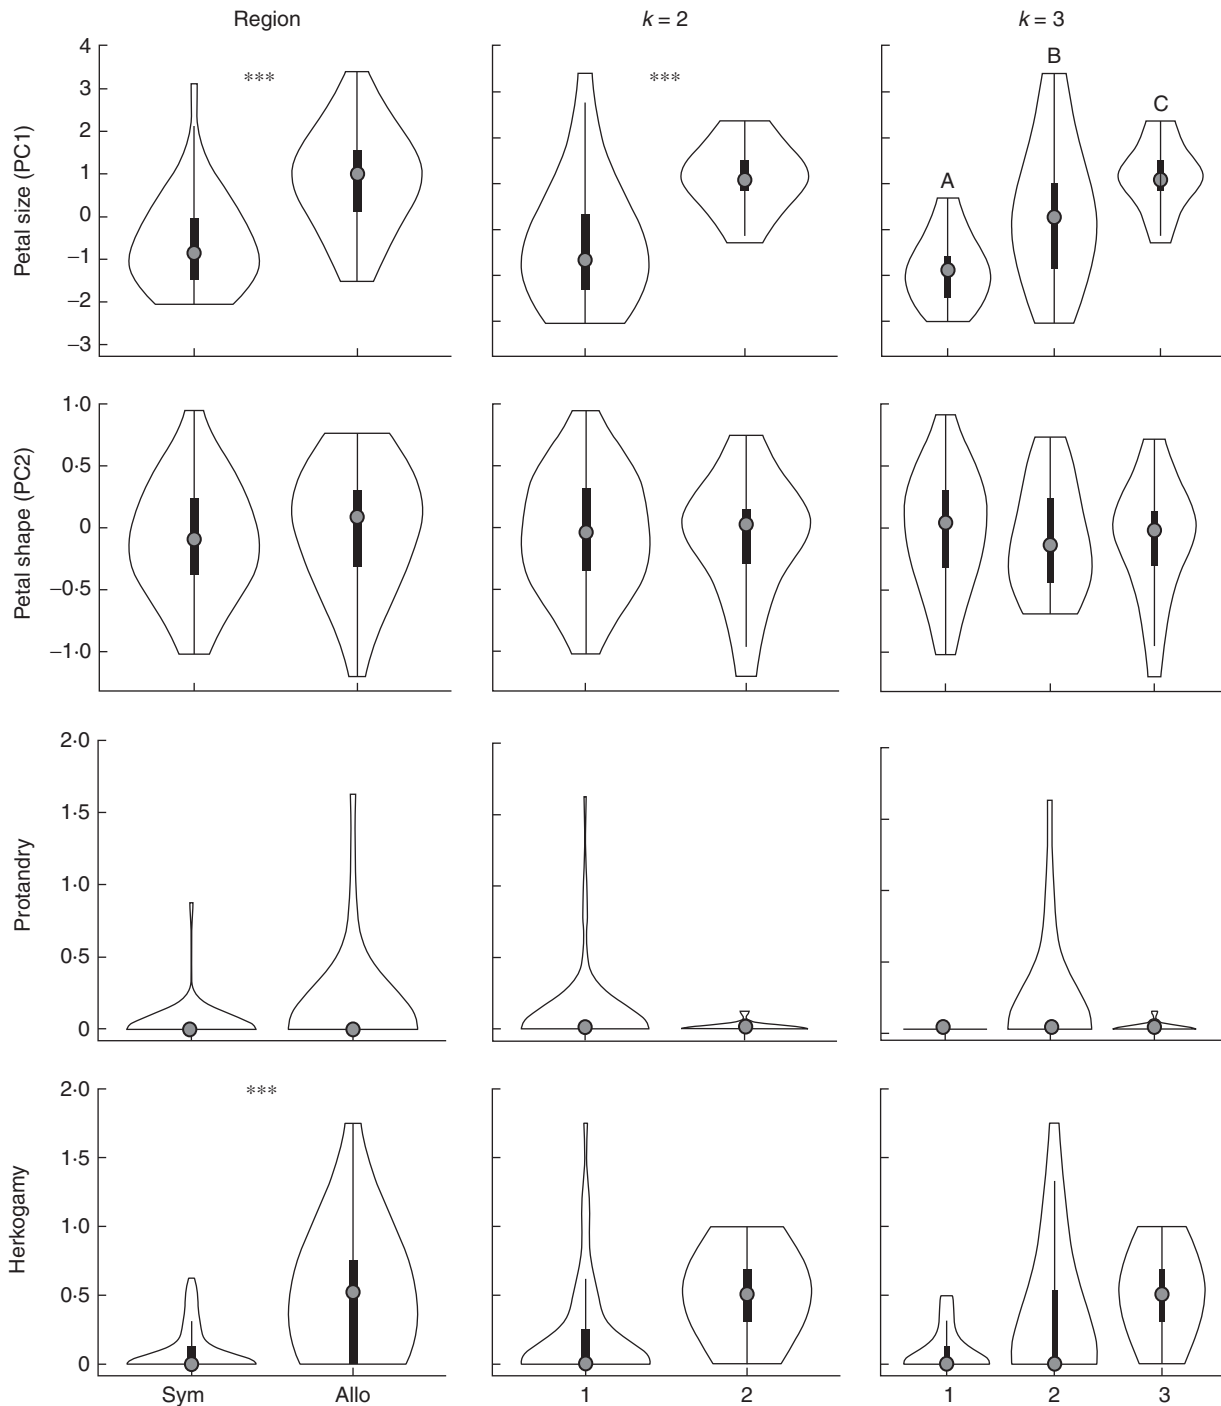 Region
k = 2
k = 3
Petal size (PC1)
4
3
2
1
0
−1
−2
−3
***
***
A
B
C
Petal shape (PC2)
1·0
0·5
0
−0·5
−1·0
Protandry
2·0
1·5
1·0
0·5
0
Herkogamy
2·0
1·5
1·0
0·5
0
***
Sym Allo
1 2
1 2 3